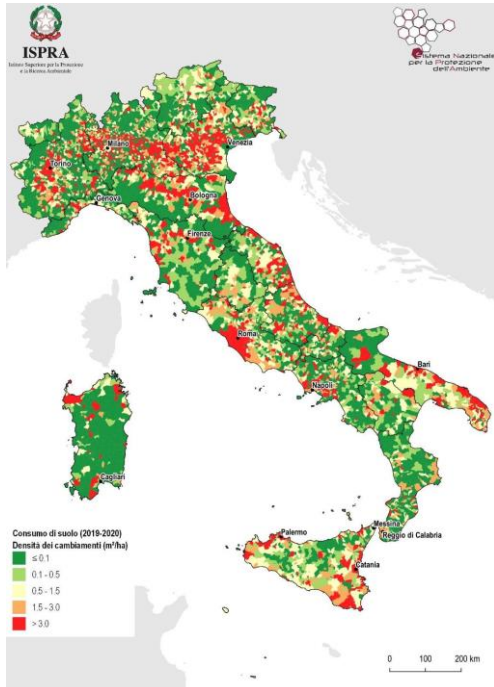 ISPRA
Istituto Superiore per la Protezione
e la Ricerca Ambientale
Sistema Nazionale
per la Protezione
dell'Ambiente
Milano
Venezia
Torino
Genova
Bologna
Firenze
Roma
Napoli
Bari
Cagliari
Palermo
Messina
Reggio di Calabria
Catania
Consumo di suolo (2019-2020)
Densità dei cambiamenti (m²/ha)
≤ 0.1
0.1 - 0.5
0.5 - 1.5
1.5 - 3.0
> 3.0
0 100 200 km